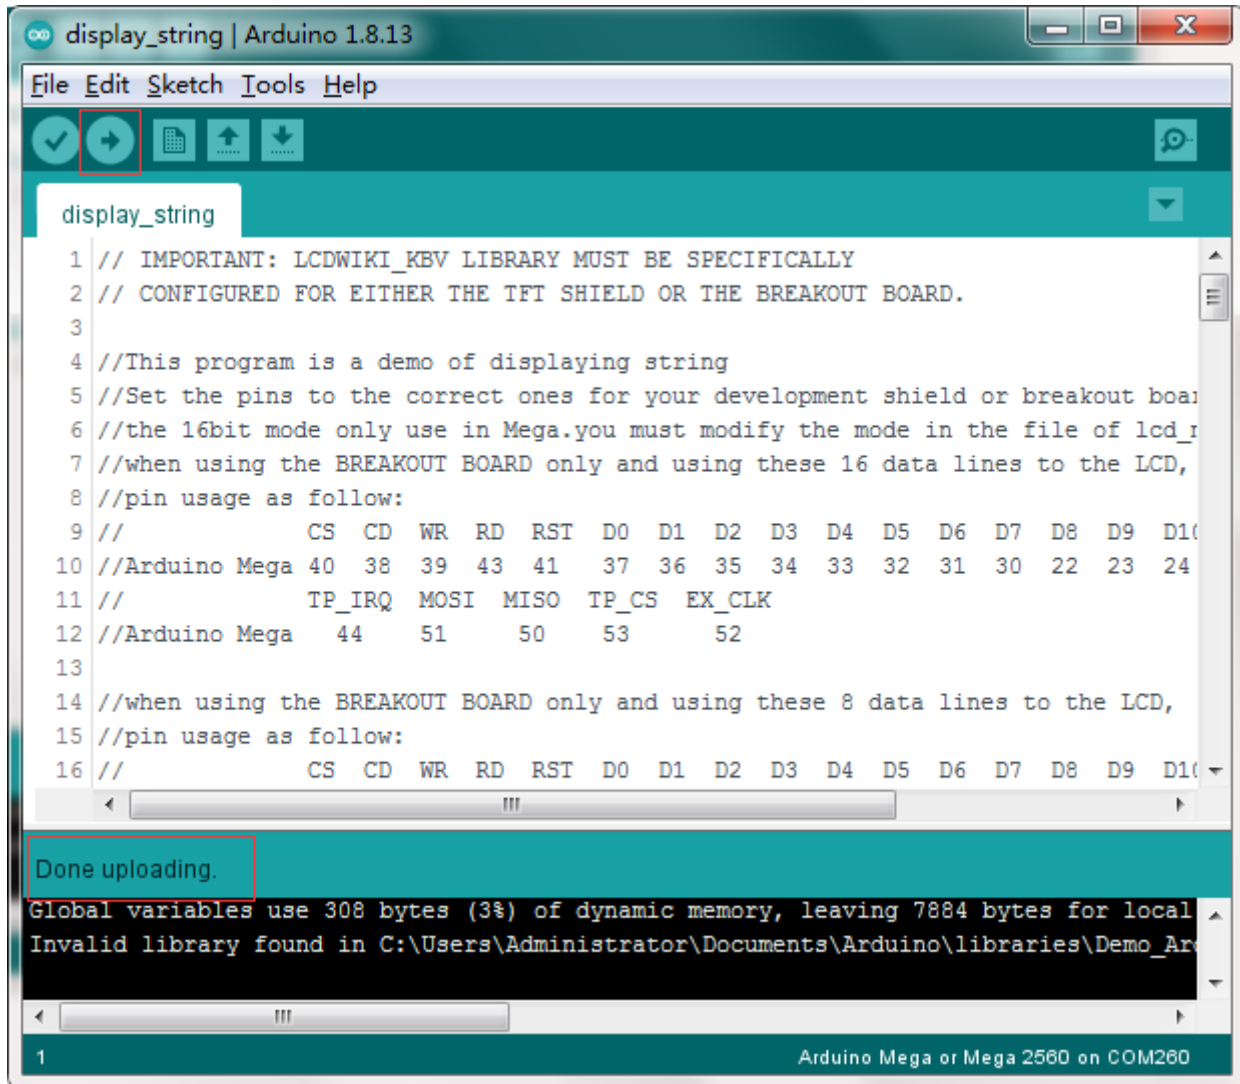 display_string | Arduino 1.8.13
File Edit Sketch Tools Help
display_string
1 // IMPORTANT: LCDWIKI_KBV LIBRARY MUST BE SPECIFICALLY
2 // CONFIGURED FOR EITHER THE TFT SHIELD OR THE BREAKOUT BOARD.
3
4 //This program is a demo of displaying string
5 //Set the pins to the correct ones for your development shield or breakout
6 //the 16bit mode only use in Mega.you must modify the mode in the file of
7 //when using the BREAKOUT BOARD only and using these 16 data lines to the LCD,
8 //pin usage as follow:
9 // CS CD WR RD RST D0 D1 D2 D3 D4 D5 D6 D7 D8 D9
10 //Arduino Mega 40 38 39 43 41 37 36 35 34 33 32 31 30 22 23 24
11 // TP_IRQ MOSI MISO TP_CS EX_CLK
12 //Arduino Mega 44 51 50 53 52
13
14 //when using the BREAKOUT BOARD only and using these 8 data lines to the LCD,
15 //pin usage as follow:
16 // CS CD WR RD RST D0 D1 D2 D3 D4 D5 D6 D7 D8 D9
Done uploading.
Global variables use 308 bytes (3%) of dynamic memory, leaving 7884 bytes for local
Invalid library found in C:\Users\Administrator\Documents\Arduino\libraries\
1 Arduino Mega or Mega 2560 on COM260